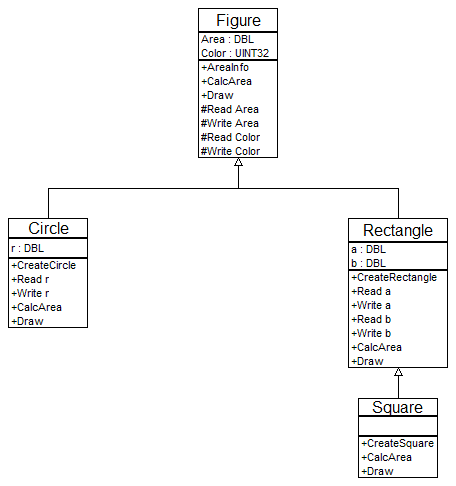 Figure
Area : DBL
Color : UINT32
+AreaInfo
+CalcArea
+Draw
#Read Area
#Write Area
#Read Color
#Write Color
Circle
r : DBL
+CreateCircle
+Read r
+Write r
+CalcArea
+Draw
Rectangle
a : DBL
b : DBL
+CreateRectangle
+Read a
+Write a
+Read b
+Write b
+CalcArea
+Draw
Square
+CreateSquare
+CalcArea
+Draw